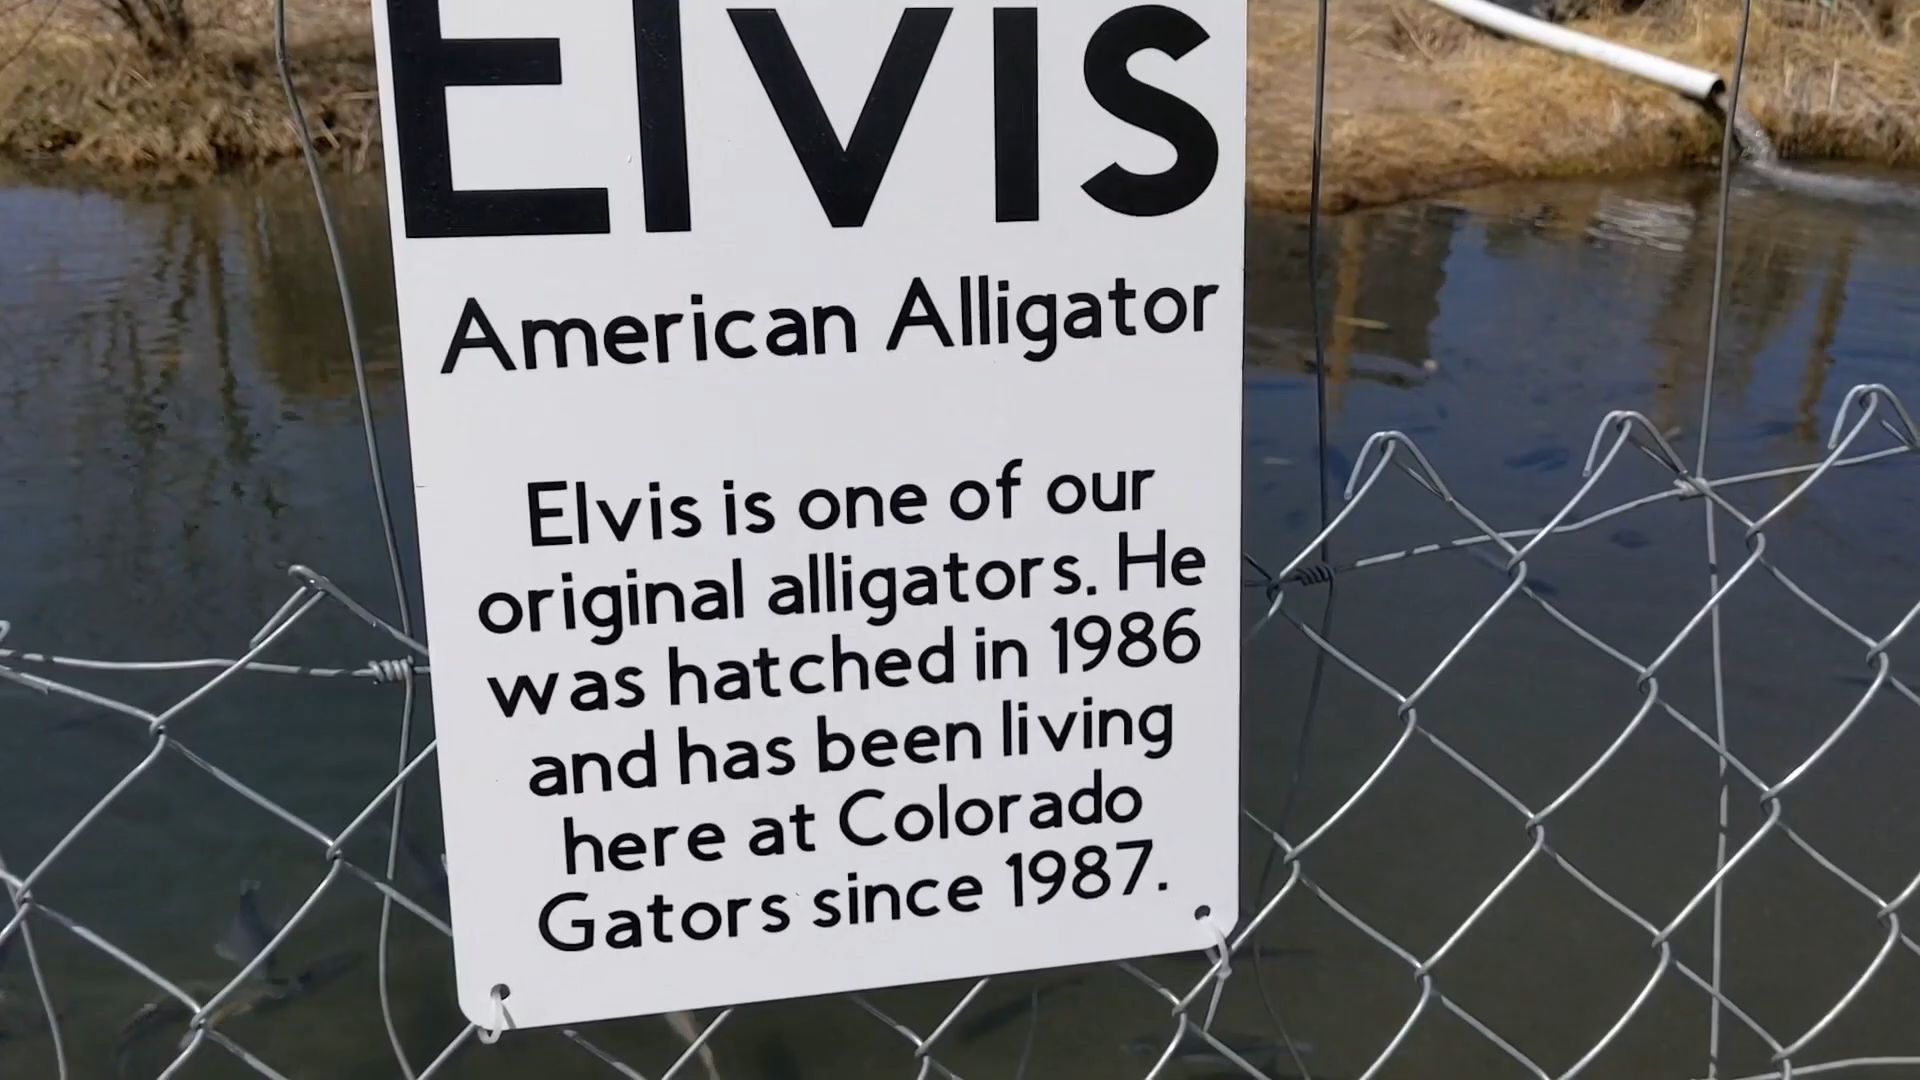 Elvis
American Alligator
Elvis is one of our
original alligators. He
was hatched in 1986
and has been living
here at Colorado
Gators since 1987.